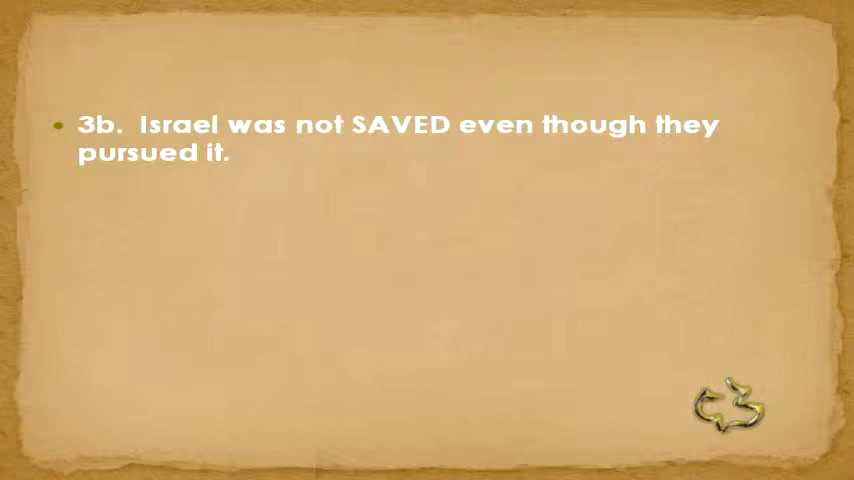 • 3b. Israel was not SAVED even though they
pursued it.